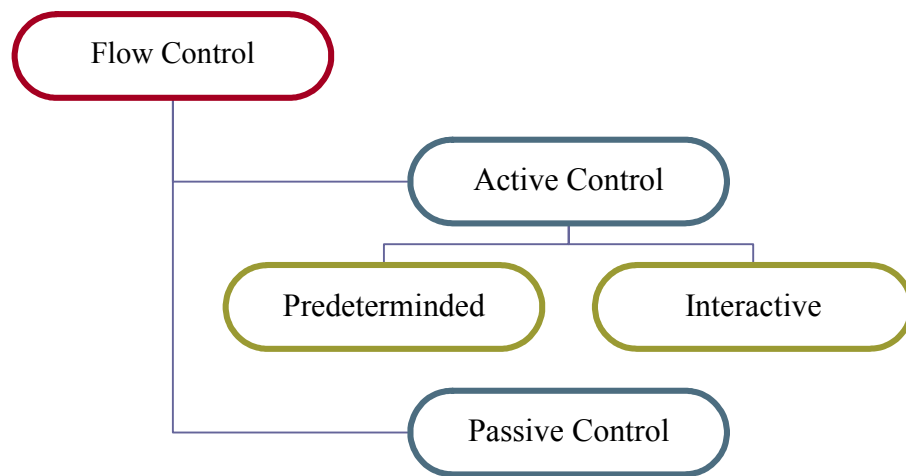 Flow Control
Active Control
Predeterminded
Interactive
Passive Control